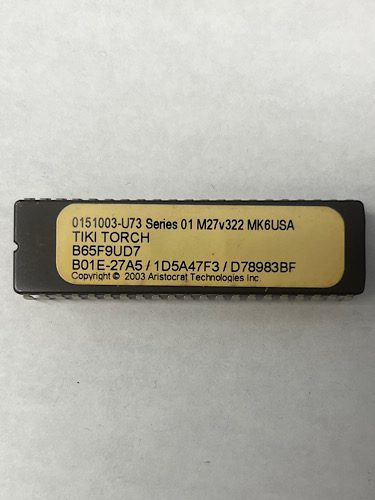 0151003-U73 Series 01 M27v322 MK6USA
TIKI TORCH
B65F9UD7
B01E-27A5 / 1D5A47F3 / D78983BF
Copyright © 2003 Aristocrat Technologies Inc.